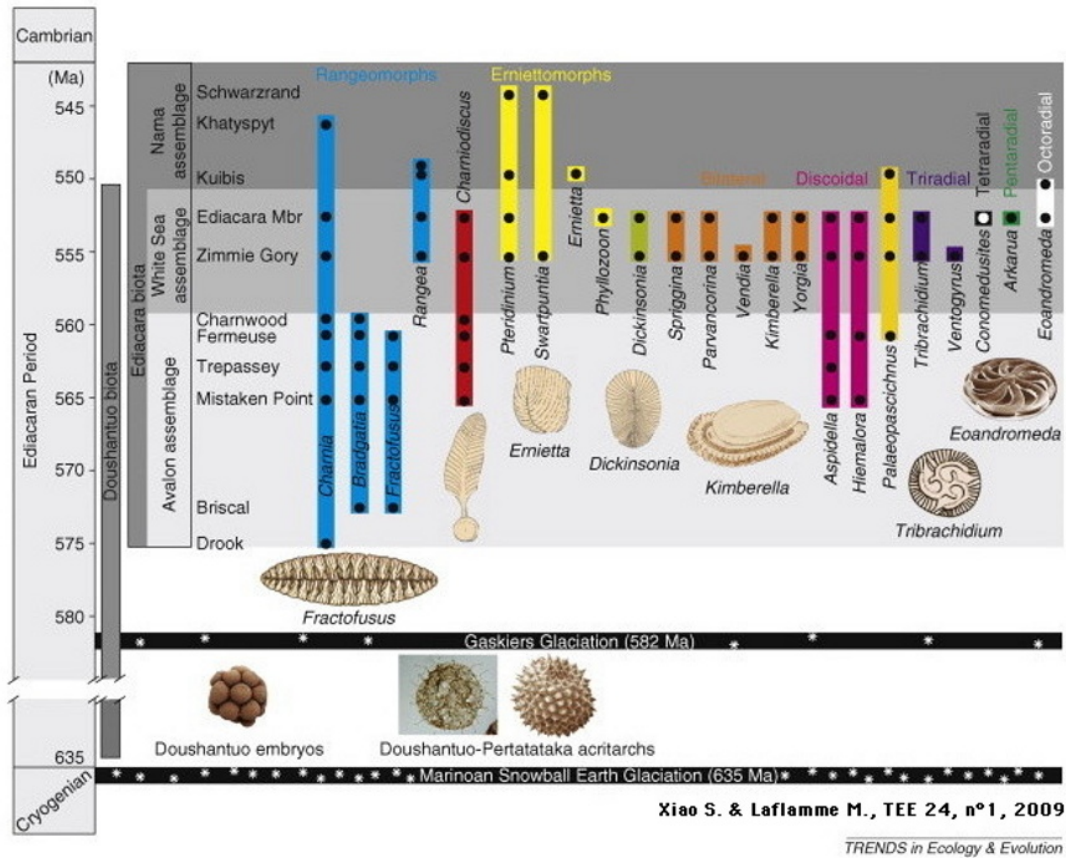 Cambrian
(Ma)
545
550
555
560
565
570
575
580
635
Ediacaran Period
Cryogenian
Doushantuo biota
Ediacara biota
Nama
assemblage
White Sea
assemblage
Avalon assemblage
Schwarzrand
Khatyspyt
Kuibis
Ediacara Mbr
Zimmie Gory
Charnwood
Fermeuse
Trepassey
Mistaken Point
Briscal
Drook
Rangeomorphs
Erniettomorphs
Bilateral
Discoidal
Triradial
Tetraradial
Pentaradial
Octoradial
Charnia
Bradgatia
Fractofusus
Rangea
Charniodiscus
Pteridinium
Swartpuntia
Ernietta
Phyllozoon
Dickinsonia
Spriggina
Parvancorina
Vendia
Kimberella
Yorgia
Aspidella
Hiemalora
Palaeopascichnus
Tribrachidium
Ventogyrus
Conomedusites
Arkarua
Eoandromeda
Ernietta
Dickinsonia
Kimberella
Eoandromeda
Tribrachidium
Fractofusus
Gaskiers Glaciation (582 Ma)
Doushantuo embryos
Doushantuo-Pertatataka acritarchs
Marinoan Snowball Earth Glaciation (635 Ma)
Xiao S. & Laflamme M., TEE 24, n°1, 2009
TRENDS in Ecology & Evolution